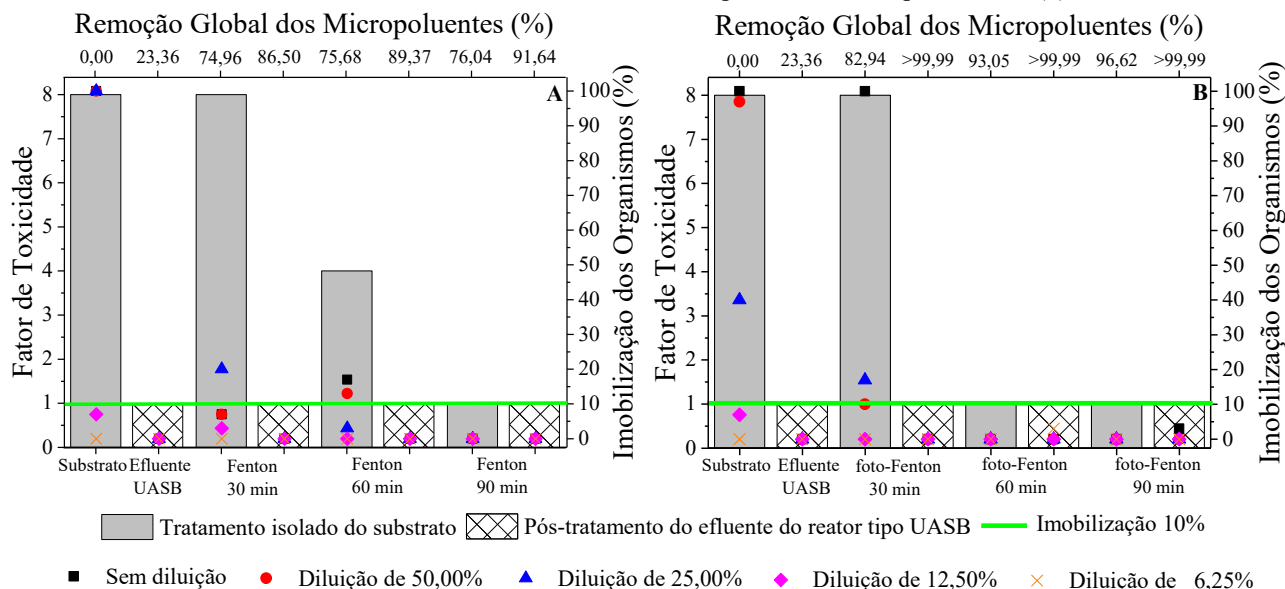 Remoção Global dos Micropoluentes (%)
0,00 23,36 74,96 86,50 75,68 89,37 76,04 91,64
A
Fator de Toxicidade
8
7
6
5
4
3
2
1
0
Imobilização dos Organismos (%)
100
90
80
70
60
50
40
30
20
10
0
Substrato Efluente UASB Fenton 30 min Fenton 60 min Fenton 90 min
Remoção Global dos Micropoluentes (%)
0,00 23,36 82,94 >99,99 93,05 >99,99 96,62 >99,99
B
Fator de Toxicidade
8
7
6
5
4
3
2
1
0
Imobilização dos Organismos (%)
100
90
80
70
60
50
40
30
20
10
0
Substrato Efluente UASB foto-Fenton 30 min foto-Fenton 60 min foto-Fenton 90 min
Tratamento isolado do substrato Pós-tratamento do efluente do reator tipo UASB Imobilização 10%
Sem diluição Diluição de 50,00% Diluição de 25,00% Diluição de 12,50% Diluição de 6,25%